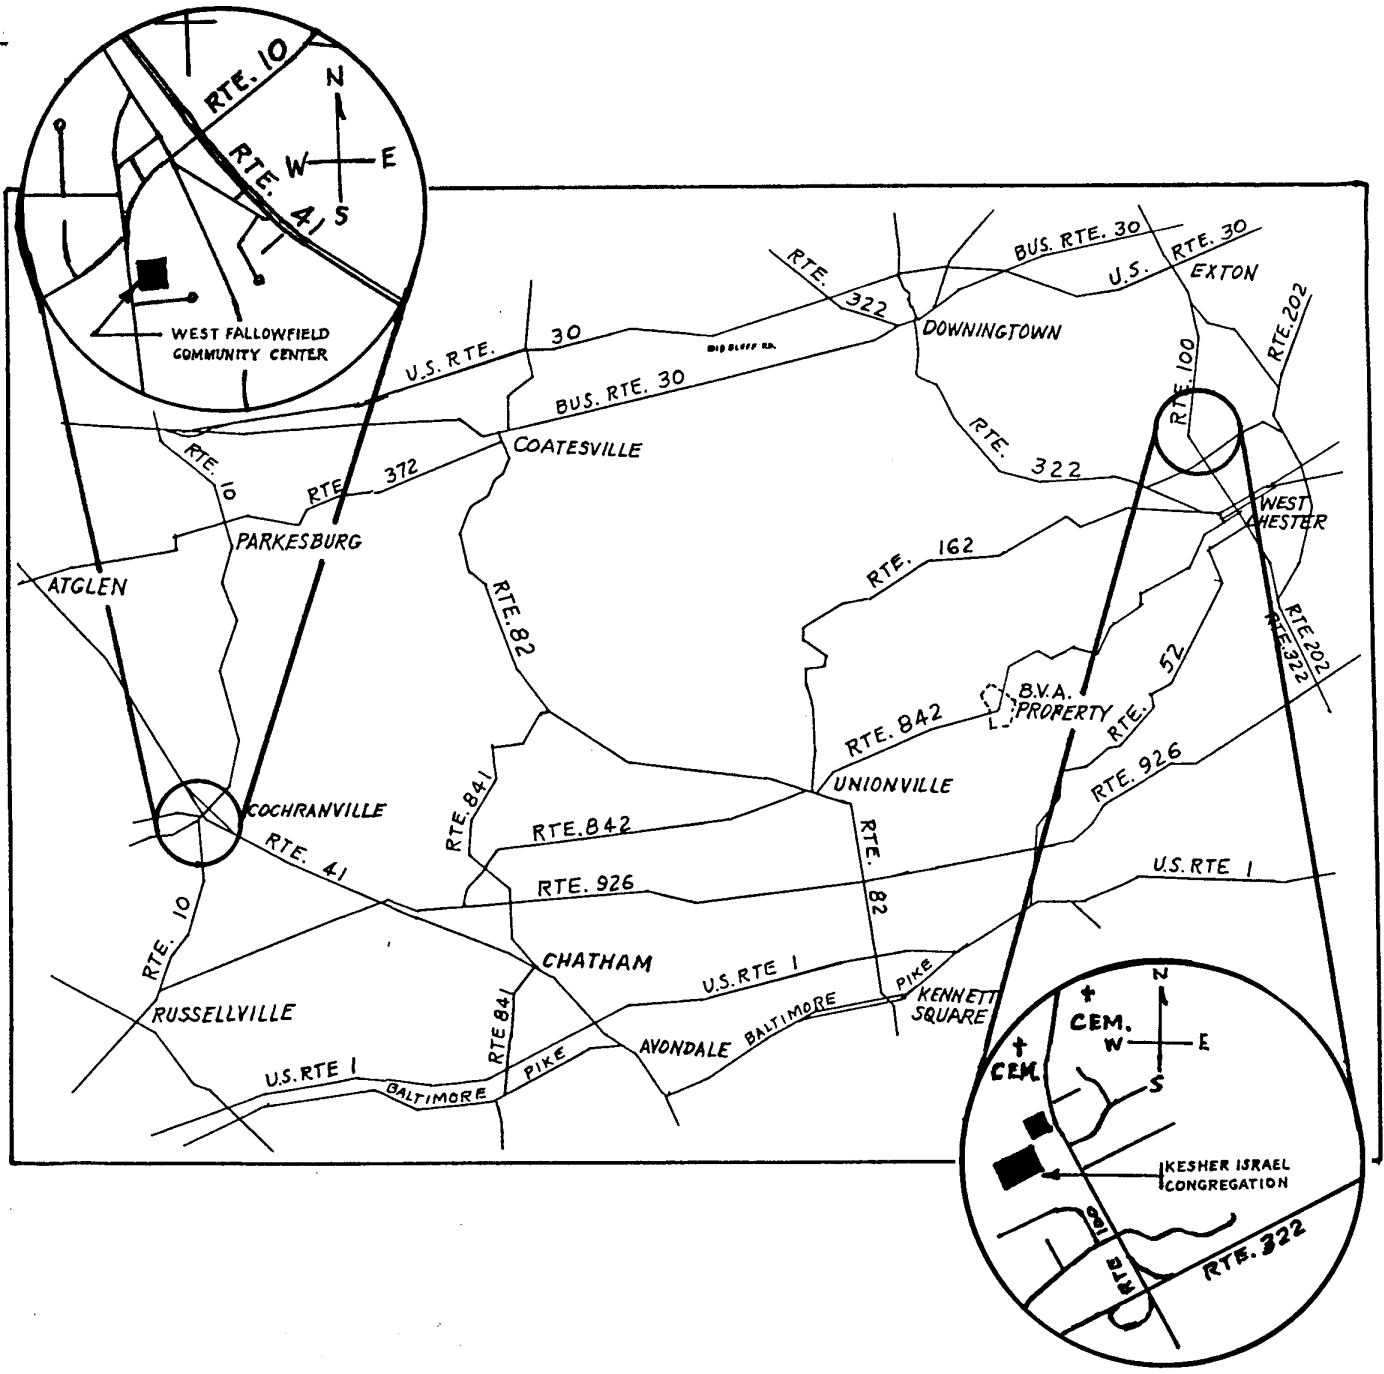 RTE. 10
N
W
E
S
RTE. 41
WEST FALLOWFIELD
COMMUNITY CENTER
BUS. RTE. 30
U.S. RTE. 30
EXTON
RTE. 322
RTE. 202
DOWNINGTOWN
U.S. RTE. 30
RTE. 100
BUS. RTE. 30
COATESVILLE
RTE. 10
RTE 372
RTE. 322
WEST
CHESTER
PARKESBURG
RTE. 162
ATGLEN
RTE. 82
RTE. 202
RTE. 322
RTE. 52
B.V.A.
PROPERTY
RTE. 842
RTE. 926
UNIONVILLE
COCHRANVILLE
RTE. 841
RTE. 842
RTE. 82
RTE. 41
U.S. RTE 1
RTE. 926
RTE. 10
CHATHAM
U.S. RTE 1
BALTIMORE PIKE
KENNETT
SQUARE
RUSSELLVILLE
RTE 841
AVONDALE
U.S. RTE 1
BALTIMORE PIKE
N
CEM.
W
E
CEM.
S
KESHER ISRAEL
CONGREGATION
RTE 100
RTE. 322